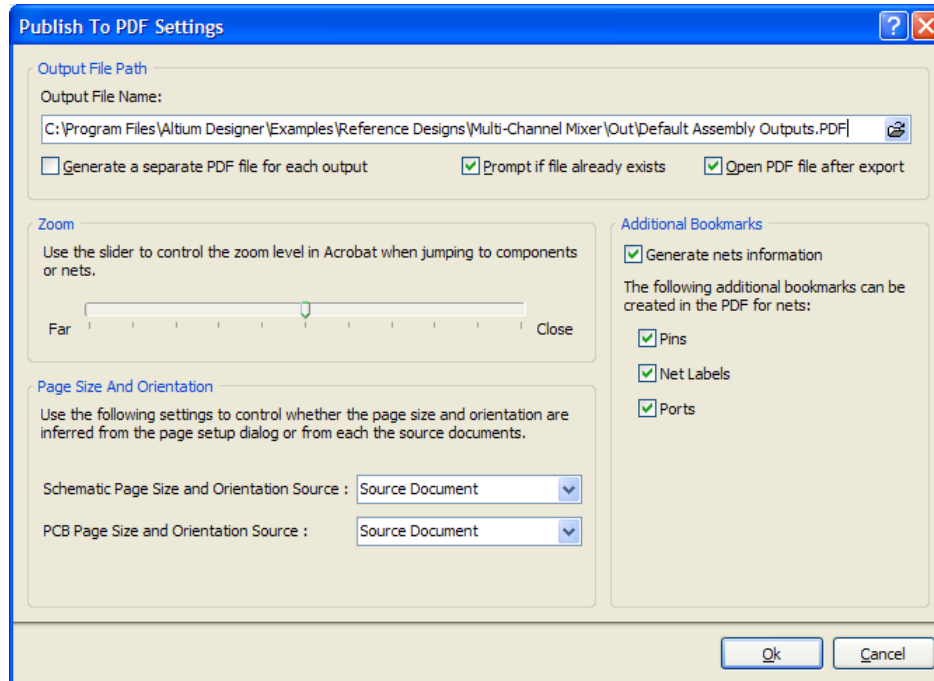 Publish To PDF Settings
Output File Path
Output File Name:
C:\Program Files\Altium Designer\Examples\Reference Designs\Multi-Channel Mixer\Out\Default Assembly Outputs.PDF
Generate a separate PDF file for each output
Prompt if file already exists
Open PDF file after export
Zoom
Use the slider to control the zoom level in Acrobat when jumping to components
or nets.
Far
Close
Additional Bookmarks
Generate nets information
The following additional bookmarks can be
created in the PDF for nets:
Pins
Net Labels
Ports
Page Size And Orientation
Use the following settings to control whether the page size and orientation are
inferred from the page setup dialog or from each the source documents.
Schematic Page Size and Orientation Source : Source Document
PCB Page Size and Orientation Source : Source Document
Ok
Cancel